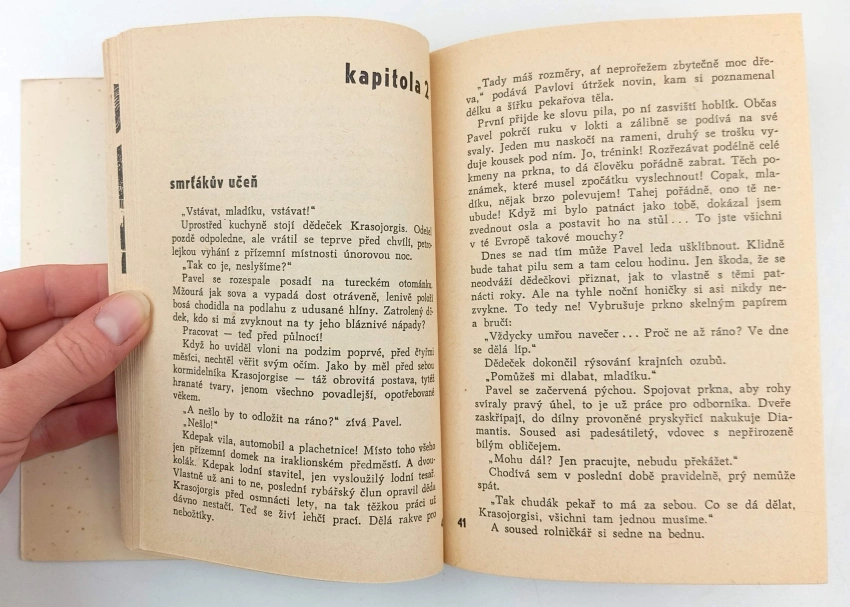 kapitola 2
smrťákův učeň
„Vstávat, mladíku, vstávat!“
Uprostřed kuchyně stojí dědeček Krasojorgis. Odešel
pozdě odpoledne, ale vrátil se teprve před chvílí, petro-
lejkou vyhání z přízemní místnosti únorovou noc.
„Tak co je, neslyšíme?“
Pavel se rozespale posadí na tureckém otománku.
Mžourá jak sova a vypadá dost otráveně, lenivě položí
bosá chodidla na podlahu z udusané hlíny. Zatrolený dě-
dek, kdo si má zvyknout na ty jeho bláznivé nápady?
Pracovat — teď před půlnocí!
Když ho uviděl vloni na podzim poprvé, před čtyřmi
měsíci, nechtěl věřit svým očím. Jako by měl před sebou
kormidelníka Krasojorgise — táž obrovitá postava, tytéž
hranaté tvary, jenom všechno povadlejší, opotřebované
věkem.
„A nešlo by to odložit na ráno?“ zívá Pavel.
„Nešlo!“
Kdepak vila, automobil a plachetnice! Místo toho všeho
jen přízemní domek na iraklionském předměstí. A dvou-
kolák. Kdepak lodní stavitel, jen vysloužilý lodní tesař.
Vlastně už ani to ne, poslední rybářský člun opravil děda
Krasojorgis před osmnácti lety, na tak těžkou práci už
dávno nestačí. Teď se živí lehčí prací. Dělá rakve pro
nebožtíky.
„Tady máš rozměry, ať neprořežem zbytečně moc dře-
va,“ podává Pavlovi útržek novin, kam si poznamenal
délku a šířku pekařova těla.
První přijde ke slovu pila, po ní zasviští hoblík. Občas
Pavel pokrčí ruku v lokti a zálibně se podívá na své
svaly. Jeden mu naskočí na rameni, druhý se trošku vy-
duje kousek pod ním. Jo, trénink! Rozřezávat podélně celé
kmeny na prkna, to dá člověku pořádně zabrat. Těch po-
známek, které musel zpočátku vyslechnout! Copak, mla-
díku, nějak brzo polevujem! Tahej pořádně, ono tě ne-
ubude! Když mi bylo patnáct jako tobě, dokázal jsem
zvednout osla a postavit ho na stůl... To jste všichni
v té Evropě takové mouchy?
Dnes se nad tím může Pavel leda ušklíbnout. Klidně
bude tahat pilu sem a tam celou hodinu. Jen škoda, že se
neodváží dědečkovi přiznat, jak to vlastně s těmi pat-
nácti roky. Ale na tyhle noční honičky si asi nikdy ne-
zvykne. To tedy ne! Vybrušuje prkno skelným papírem
a bručí:
„Vždycky umřou navečer... Proč ne až ráno? Ve dne
se dělá líp.“
Dědeček dokončil rýsování krajních ozubů.
„Pomůžeš mi dlabat, mladíku.“
Pavel se začervená pýchou. Spojovat prkna, aby rohy
svíraly pravý úhel, to je už práce pro odborníka. Dveře
zaskřípají, do dílny provoněné pryskyřicí nakukuje Dia-
mantis. Soused asi padesátiletý, vdovec s nepřirozeně
bílým obličejem.
„Mohu dál? Jen pracujte, nebudu překážet.“
Chodívá sem v poslední době pravidelně, prý nemůže
spát.
„Tak chudák pekař to má za sebou. Co se dá dělat,
Krasojorgisi, všichni tam jednou musíme.“
A soused rolničkář si sedne na bednu.
41